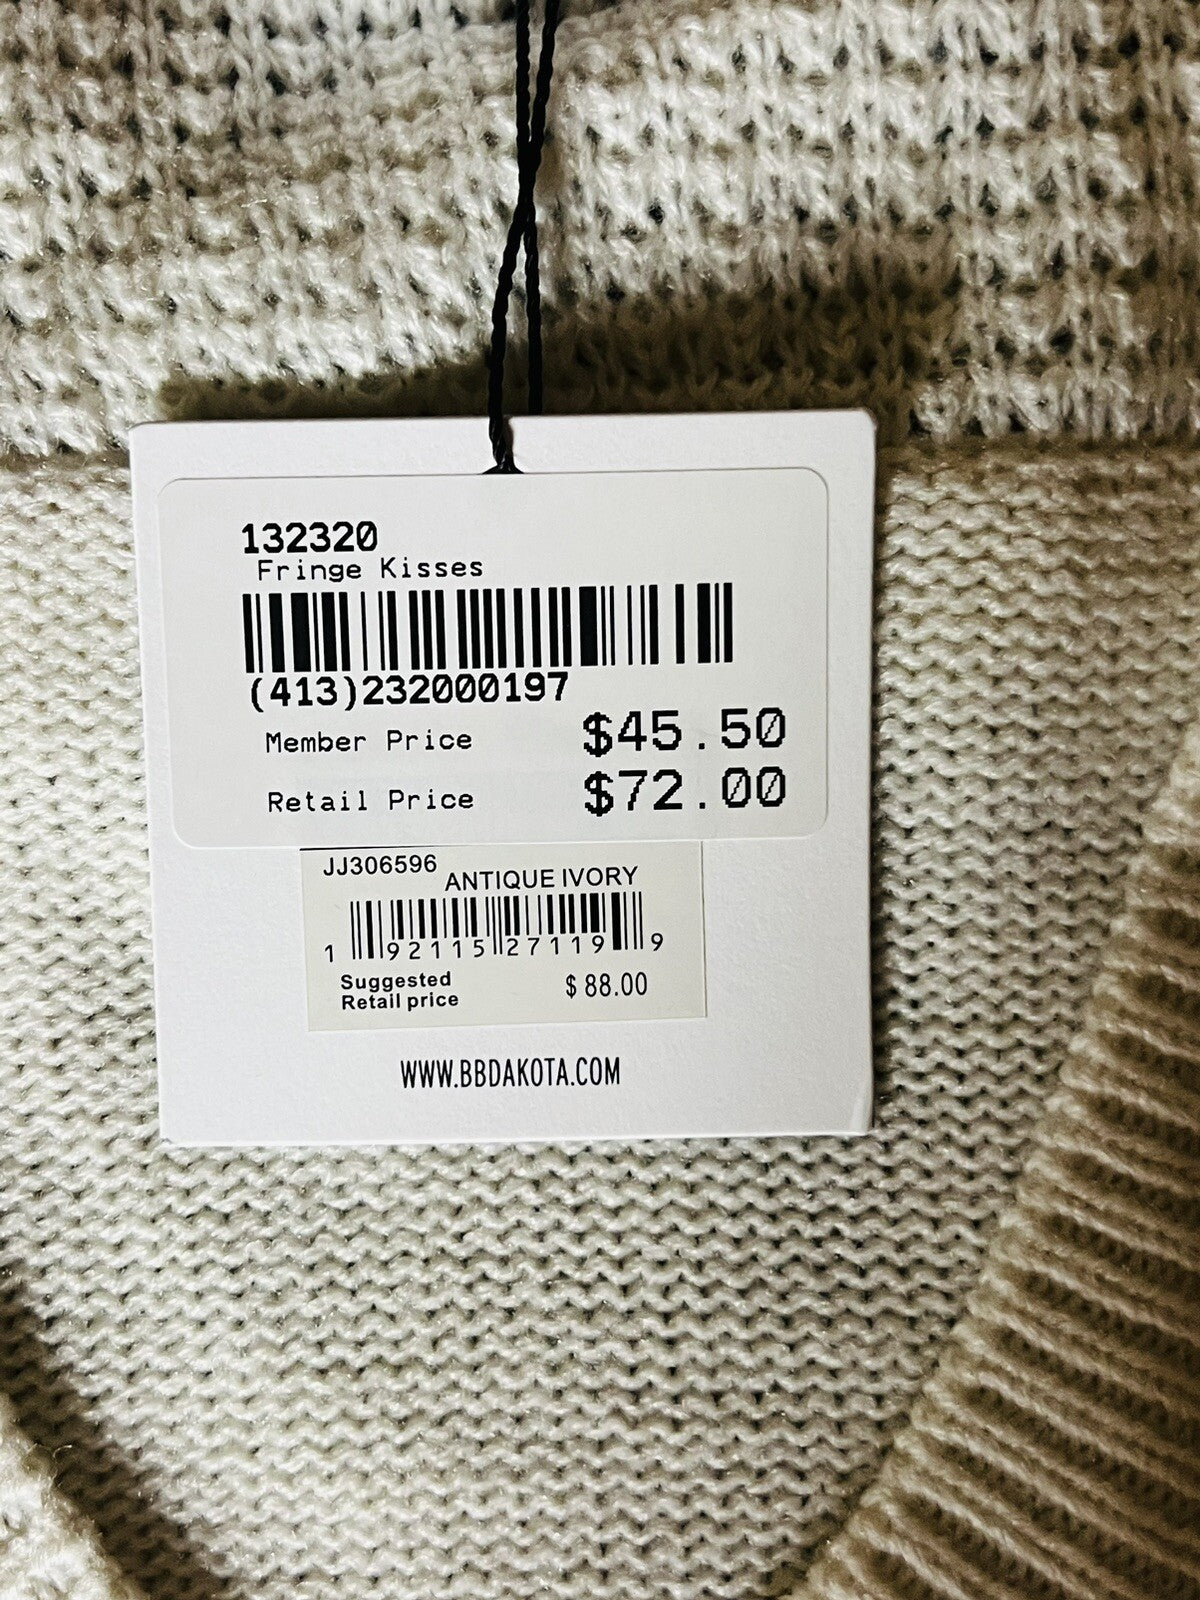 132320
Fringe Kisses
(413)232000197
Member Price $45.50
Retail Price $72.00
JJ306596
ANTIQUE IVORY
1 92115 27119 9
Suggested
Retail price $ 88.00
WWW.BBDAKOTA.COM